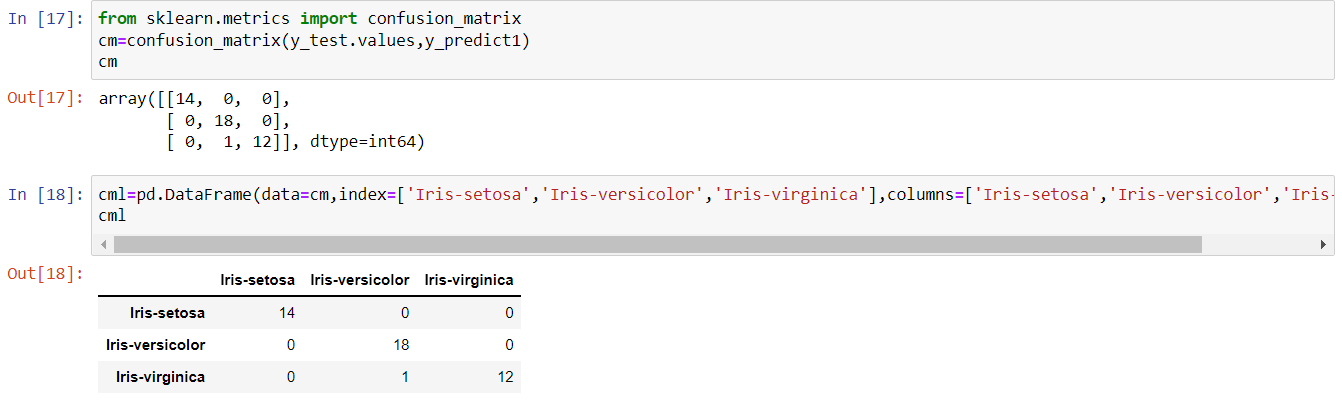 In [17]: from sklearn.metrics import confusion_matrix
cm=confusion_matrix(y_test.values,y_predict1)
cm
Out[17]: array([[14,  0,  0],
[ 0, 18,  0],
[ 0,  1, 12]], dtype=int64)
In [18]: cml=pd.DataFrame(data=cm,index=['Iris-setosa','Iris-versicolor','Iris-virginica'],columns=['Iris-setosa','Iris-versicolor','Iris-
cml
Out[18]:
Iris-setosa Iris-versicolor Iris-virginica
Iris-setosa 14 0 0
Iris-versicolor 0 18 0
Iris-virginica 0 1 12